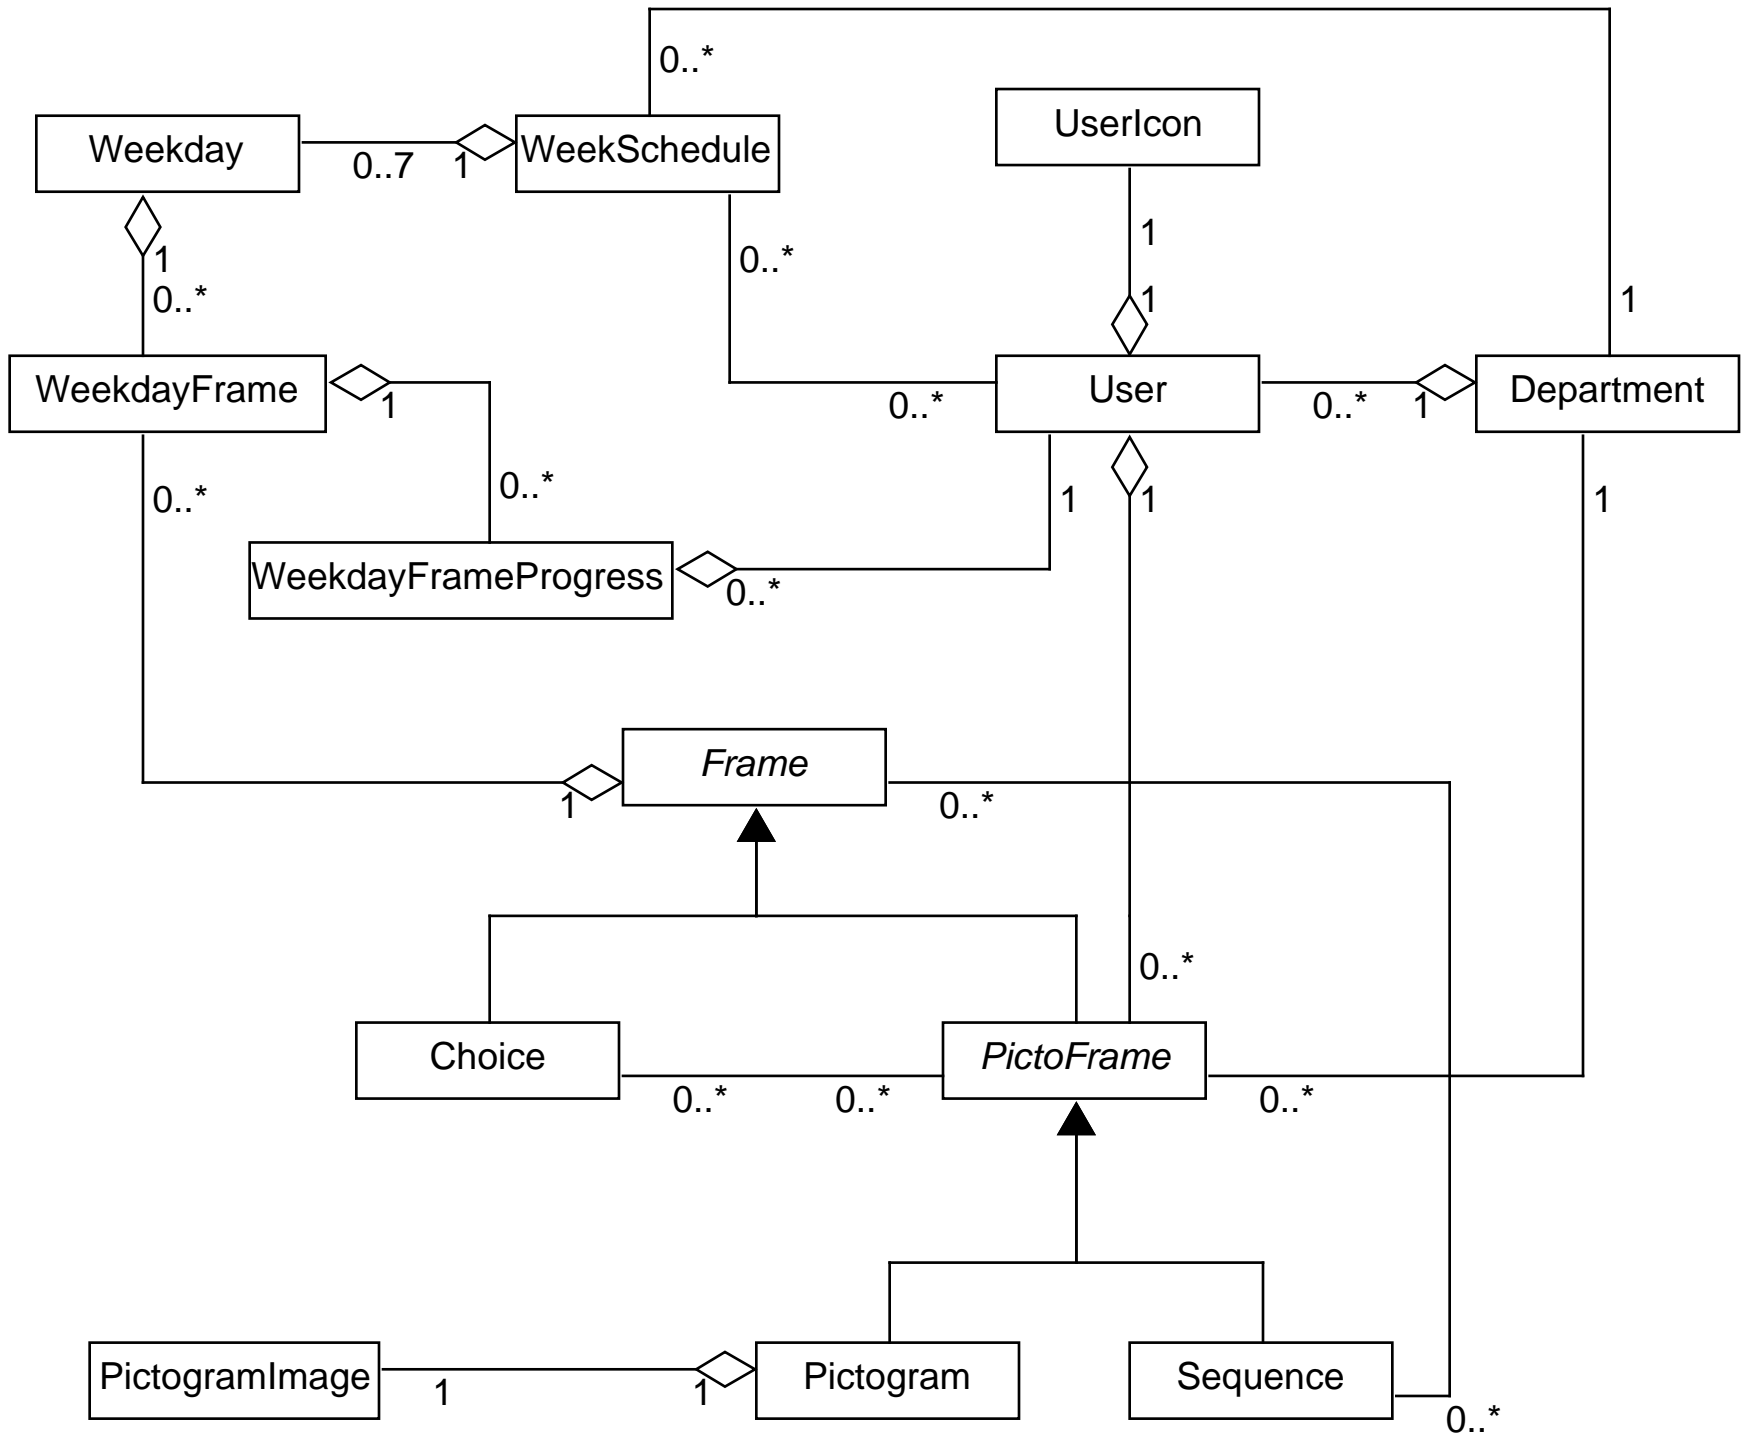 0..*
UserIcon
Weekday
WeekSchedule
0..7
1
1
1
0..*
0..*
1
1
1
WeekdayFrame
User
Department
1
0..*
0..*
1
0..*
0..*
1
1
1
WeekdayFrameProgress
0..*
Frame
1
0..*
0..*
Choice
PictoFrame
0..*
0..*
0..*
PictogramImage
Pictogram
Sequence
1
1
0..*